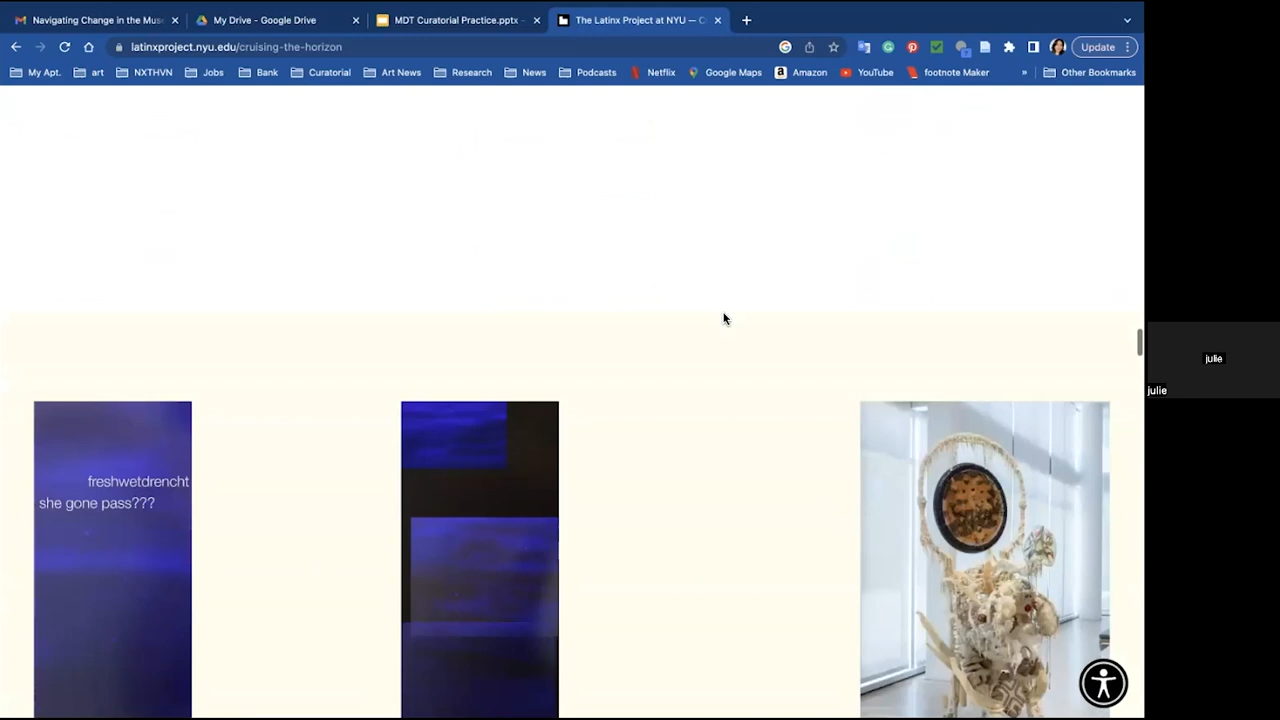 Navigating Change in the Mus
My Drive - Google Drive
MDT Curatorial Practice.pptx -
The Latinx Project at NYU — C
latinxproject.nyu.edu/cruising-the-horizon
Update
My Apt.
art
NXTHVN
Jobs
Bank
Curatorial
Art News
Research
News
Podcasts
Netflix
Google Maps
Amazon
YouTube
footnote Maker
»
Other Bookmarks
julie
julie
freshwetdrencht
she gone pass???